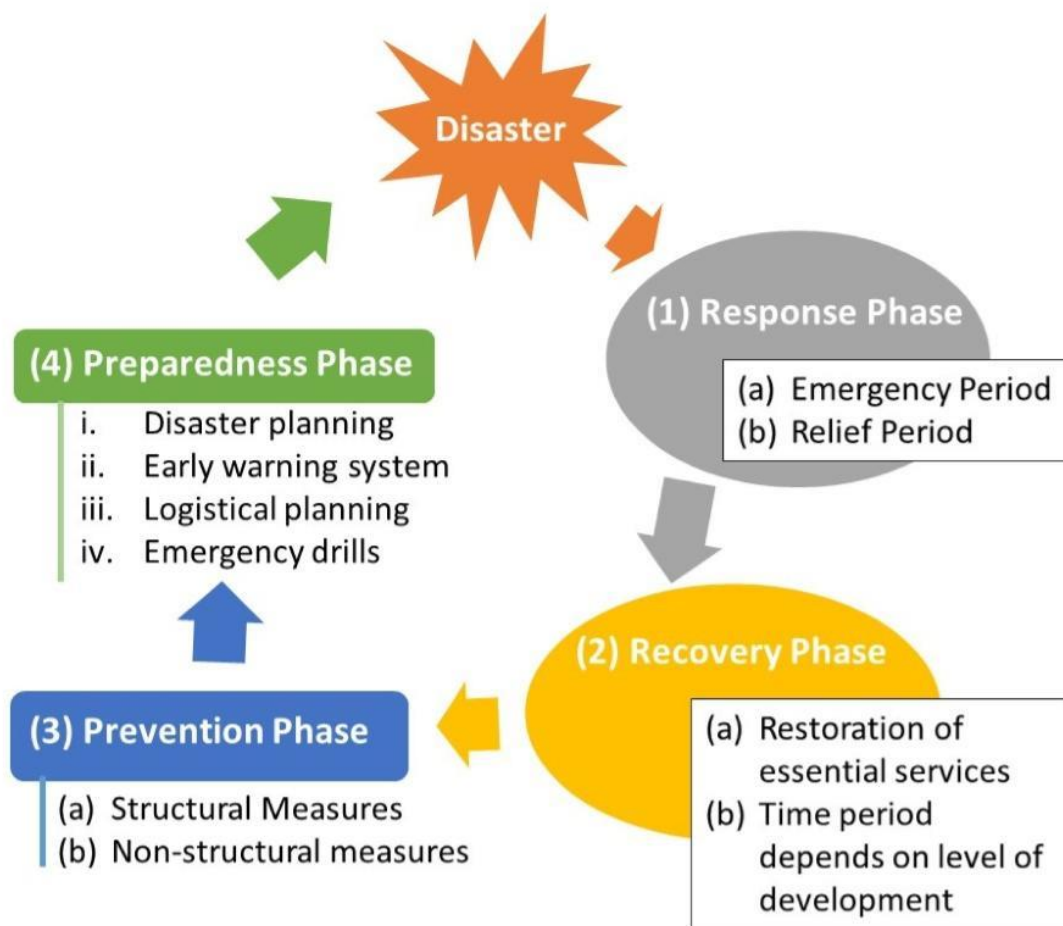 Disaster
(1) Response Phase
(a) Emergency Period
(b) Relief Period
(2) Recovery Phase
(a) Restoration of
essential services
(b) Time period
depends on level of
development
(3) Prevention Phase
(a) Structural Measures
(b) Non-structural measures
(4) Preparedness Phase
i. Disaster planning
ii. Early warning system
iii. Logistical planning
iv. Emergency drills